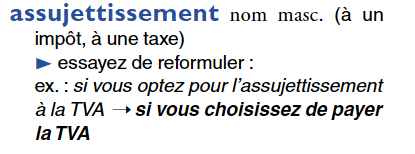 assujettissement nom masc. (à un
impôt, à une taxe)
► essayez de reformuler :
ex. : si vous optez pour l'assujettissement
à la TVA → si vous choisissez de payer
la TVA